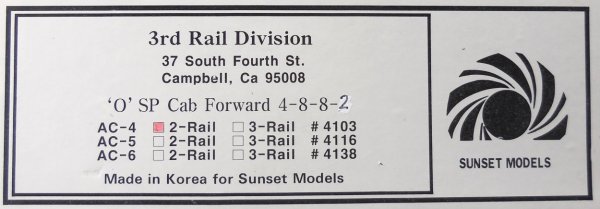 3rd Rail Division
37 South Fourth St.
Campbell, Ca 95008
'O' SP Cab Forward 4-8-8-2
AC-4 2-Rail 3-Rail # 4103
AC-5 2-Rail 3-Rail # 4116
AC-6 2-Rail 3-Rail # 4138
Made in Korea for Sunset Models
SUNSET MODELS